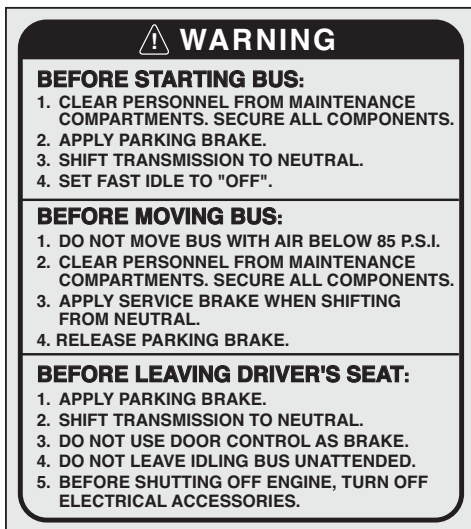 WARNING
BEFORE STARTING BUS:
1. CLEAR PERSONNEL FROM MAINTENANCE
COMPARTMENTS. SECURE ALL COMPONENTS.
2. APPLY PARKING BRAKE.
3. SHIFT TRANSMISSION TO NEUTRAL.
4. SET FAST IDLE TO "OFF".
BEFORE MOVING BUS:
1. DO NOT MOVE BUS WITH AIR BELOW 85 P.S.I.
2. CLEAR PERSONNEL FROM MAINTENANCE
COMPARTMENTS. SECURE ALL COMPONENTS.
3. APPLY SERVICE BRAKE WHEN SHIFTING
FROM NEUTRAL.
4. RELEASE PARKING BRAKE.
BEFORE LEAVING DRIVER'S SEAT:
1. APPLY PARKING BRAKE.
2. SHIFT TRANSMISSION TO NEUTRAL.
3. DO NOT USE DOOR CONTROL AS BRAKE.
4. DO NOT LEAVE IDLING BUS UNATTENDED.
5. BEFORE SHUTTING OFF ENGINE, TURN OFF
ELECTRICAL ACCESSORIES.